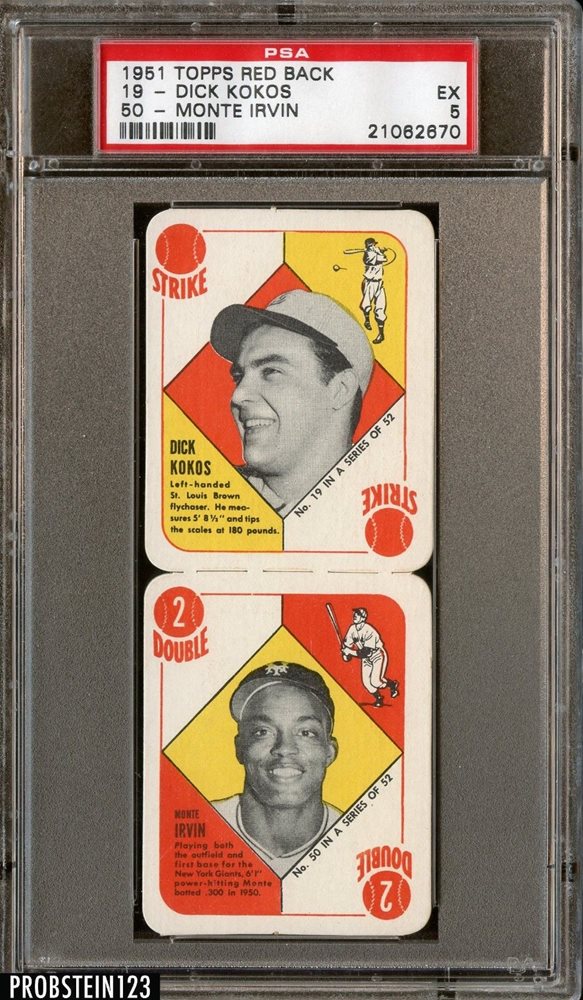 PSA
1951 TOPPS RED BACK
19 - DICK KOKOS EX
50 - MONTE IRVIN 5
21062670
STRIKE
DICK
KOKOS
Left-handed
St. Louis Brown
flychaser. He mea-
sures 5' 8½" and tips
the scales at 180 pounds.
No. 19 IN A SERIES OF 52
STRIKE
2
DOUBLE
MONTE
IRVIN
Playing both
the outfield and
first base for the
New York Giants, 6'1"
power-hitting Monte
batted .300 in 1950.
No. 50 IN A SERIES OF 52
DOUBLE
2
PROBSTEIN123